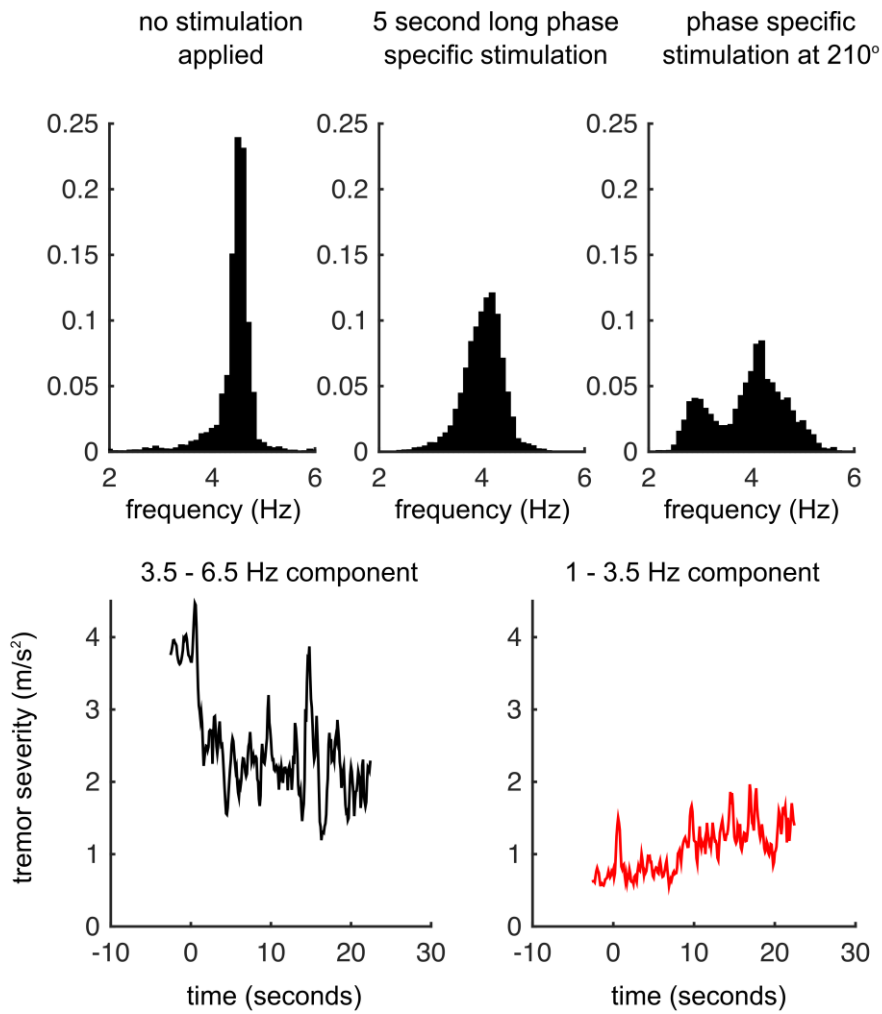 no stimulation
applied
5 second long phase
specific stimulation
phase specific
stimulation at 210°
0.25
0.2
0.15
0.1
0.05
0
2 4 6
frequency (Hz)
0.25
0.2
0.15
0.1
0.05
0
2 4 6
frequency (Hz)
0.25
0.2
0.15
0.1
0.05
0
2 4 6
frequency (Hz)
3.5 - 6.5 Hz component
tremor severity (m/s²)
4
3
2
1
0
-10 0 10 20 30
time (seconds)
1 - 3.5 Hz component
4
3
2
1
0
-10 0 10 20 30
time (seconds)